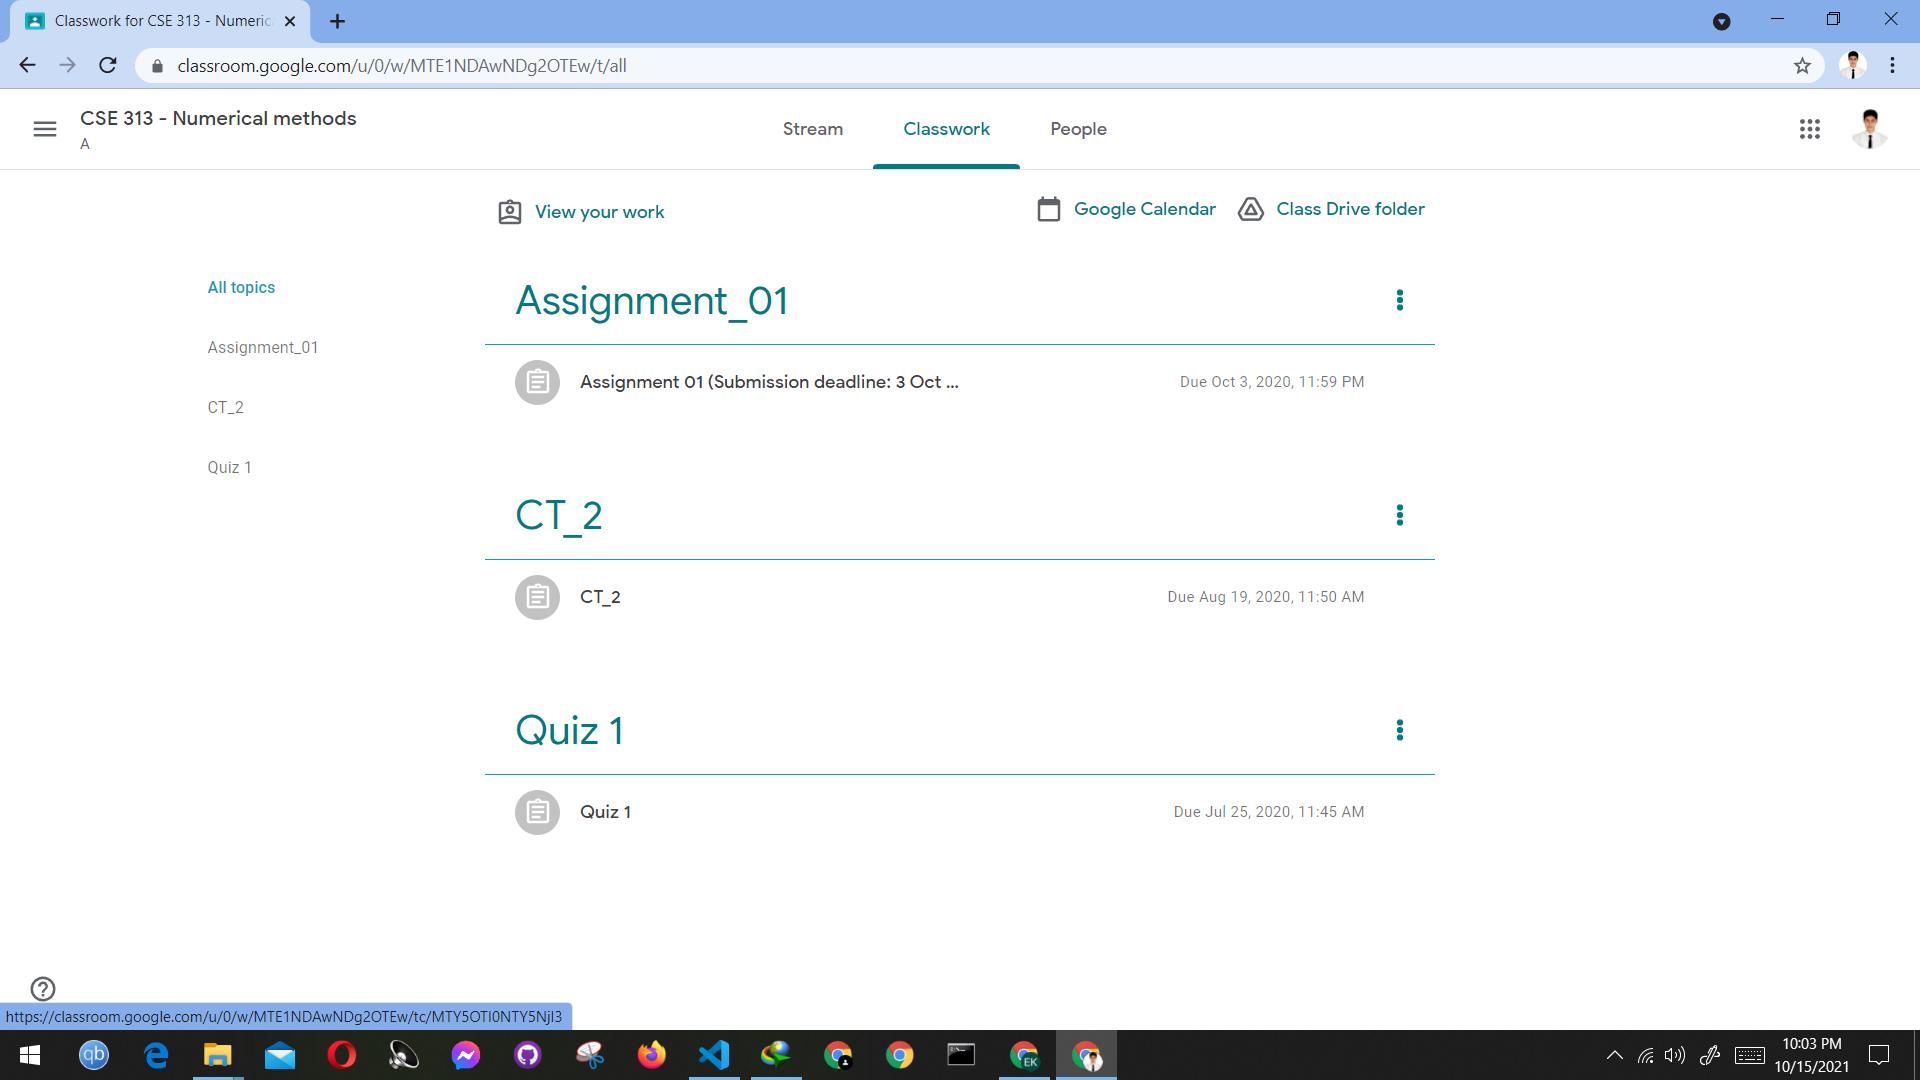 Classwork for CSE 313 - Numeric
classroom.google.com/u/0/w/MTE1NDAwNDg2OTEw/t/all
CSE 313 - Numerical methods
A
Stream
Classwork
People
View your work
Google Calendar
Class Drive folder
All topics
Assignment_01
CT_2
Quiz 1
Assignment_01
Assignment 01 (Submission deadline: 3 Oct ...
Due Oct 3, 2020, 11:59 PM
CT_2
CT_2
Due Aug 19, 2020, 11:50 AM
Quiz 1
Quiz 1
Due Jul 25, 2020, 11:45 AM
https://classroom.google.com/u/0/w/MTE1NDAwNDg2OTEw/tc/MTY5OTI0NTY5NjI3
qb
EK
10:03 PM
10/15/2021